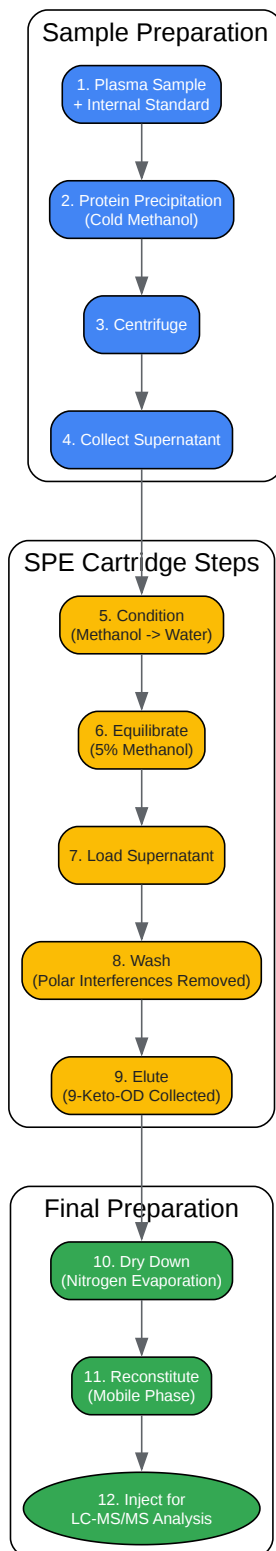 Sample Preparation
1. Plasma Sample
+ Internal Standard
2. Protein Precipitation
(Cold Methanol)
3. Centrifuge
4. Collect Supernatant
SPE Cartridge Steps
5. Condition
(Methanol -> Water)
6. Equilibrate
(5% Methanol)
7. Load Supernatant
8. Wash
(Polar Interferences Removed)
9. Elute
(9-Keto-OD Collected)
Final Preparation
10. Dry Down
(Nitrogen Evaporation)
11. Reconstitute
(Mobile Phase)
12. Inject for
LC-MS/MS Analysis